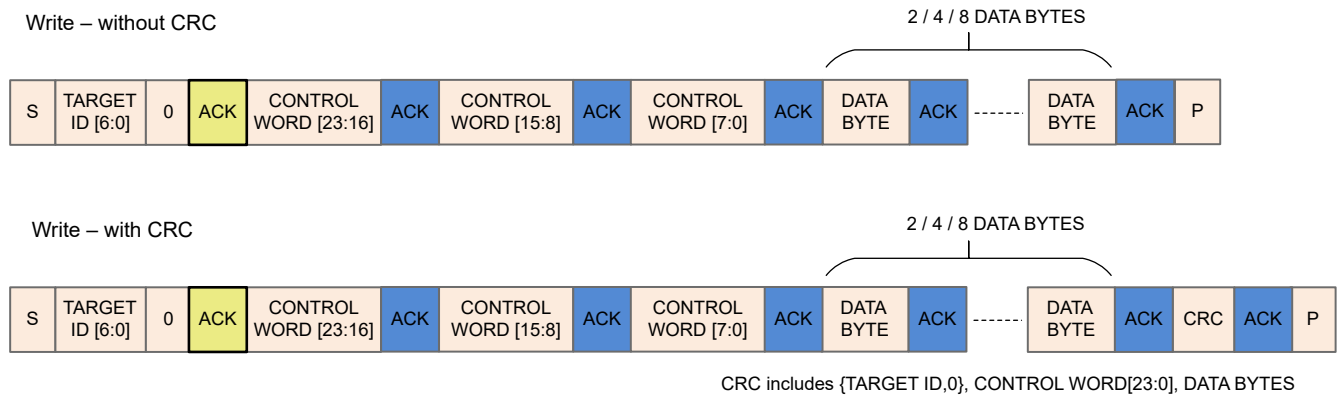 Write – without CRC
2 / 4 / 8 DATA BYTES
S TARGET ID [6:0] 0 ACK CONTROL WORD [23:16] ACK CONTROL WORD [15:8] ACK CONTROL WORD [7:0] ACK DATA BYTE ACK DATA BYTE ACK P
Write – with CRC
2 / 4 / 8 DATA BYTES
S TARGET ID [6:0] 0 ACK CONTROL WORD [23:16] ACK CONTROL WORD [15:8] ACK CONTROL WORD [7:0] ACK DATA BYTE ACK DATA BYTE ACK CRC ACK P
CRC includes {TARGET ID,0}, CONTROL WORD[23:0], DATA BYTES